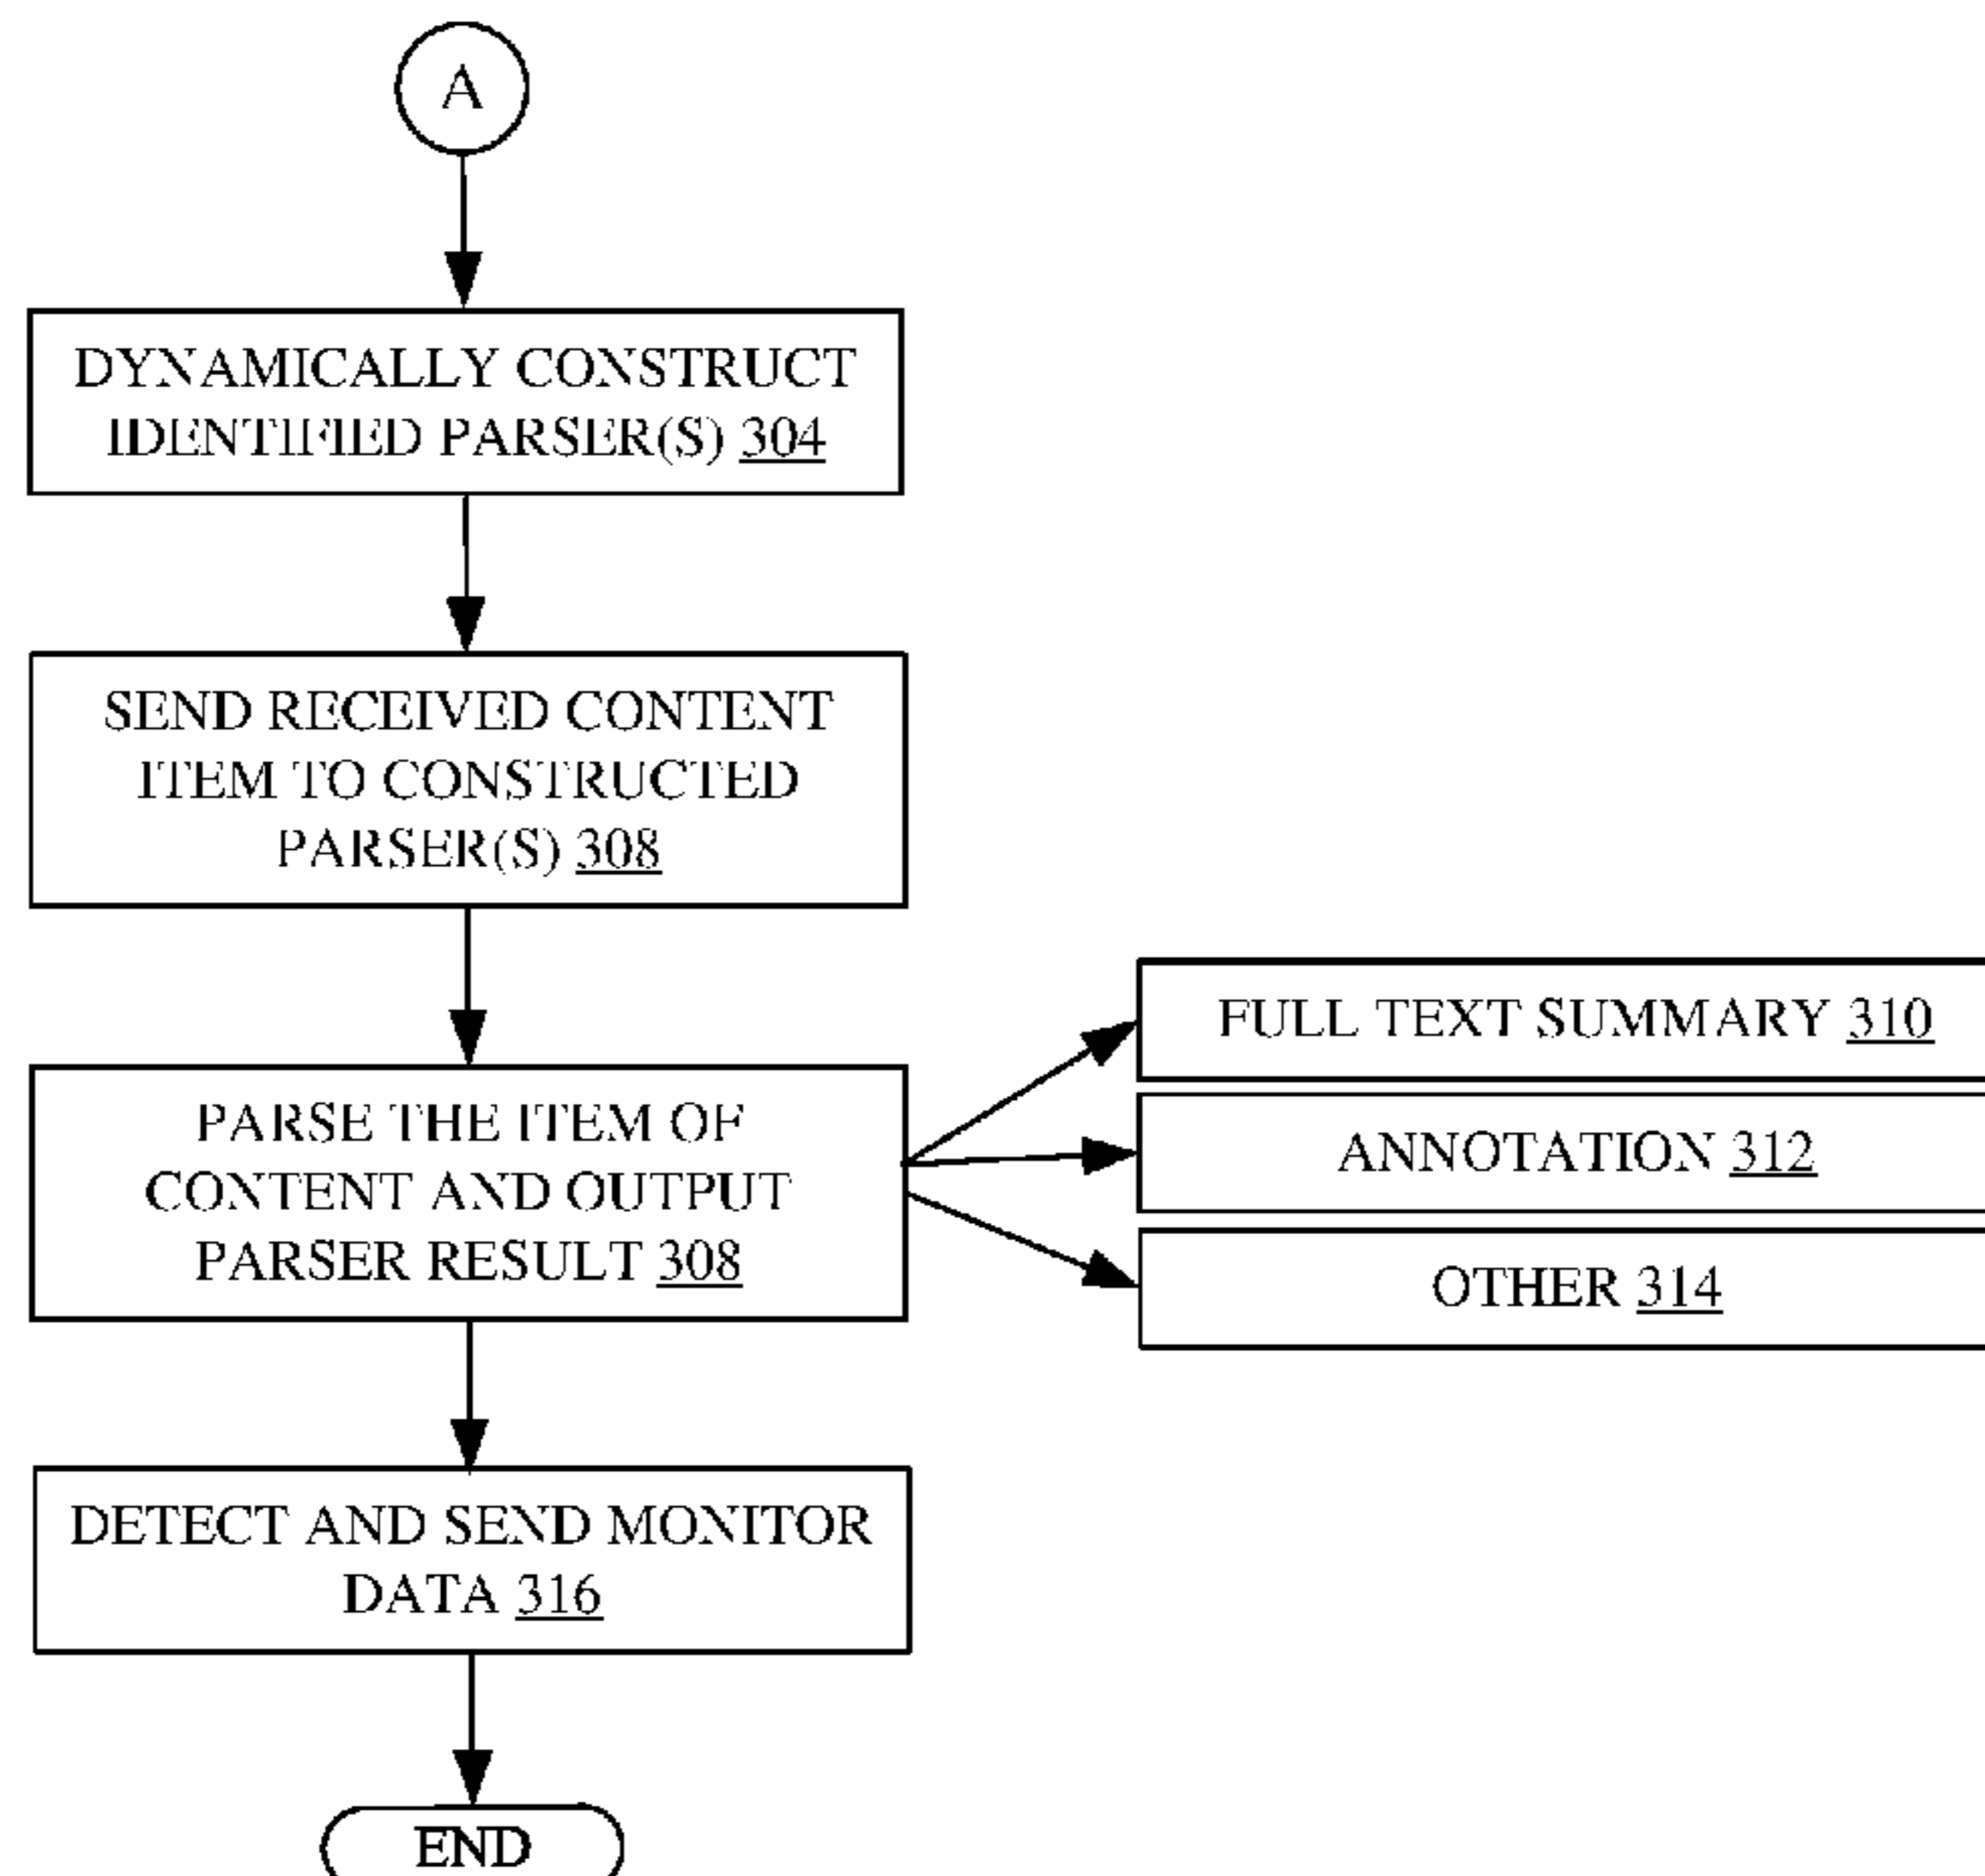 A
DYNAMICALLY CONSTRUCT
IDENTIFIED PARSER(S) 304
SEND RECEIVED CONTENT
ITEM TO CONSTRUCTED
PARSER(S) 308
PARSE THE ITEM OF
CONTENT AND OUTPUT
PARSER RESULT 308
FULL TEXT SUMMARY 310
ANNOTATION 312
OTHER 314
DETECT AND SEND MONITOR
DATA 316
END